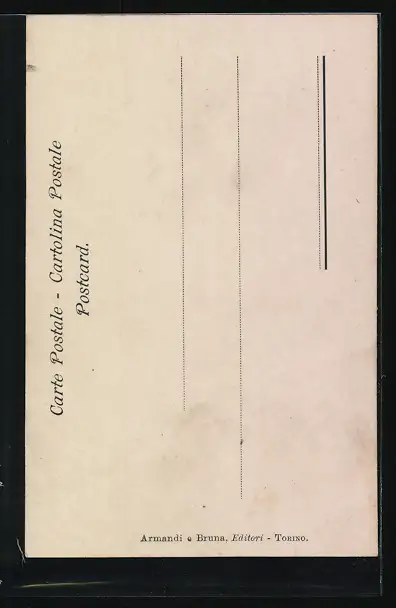 Carte Postale - Cartolina Postale
Postcard.
Armandi e Bruna, Editori - Torino.